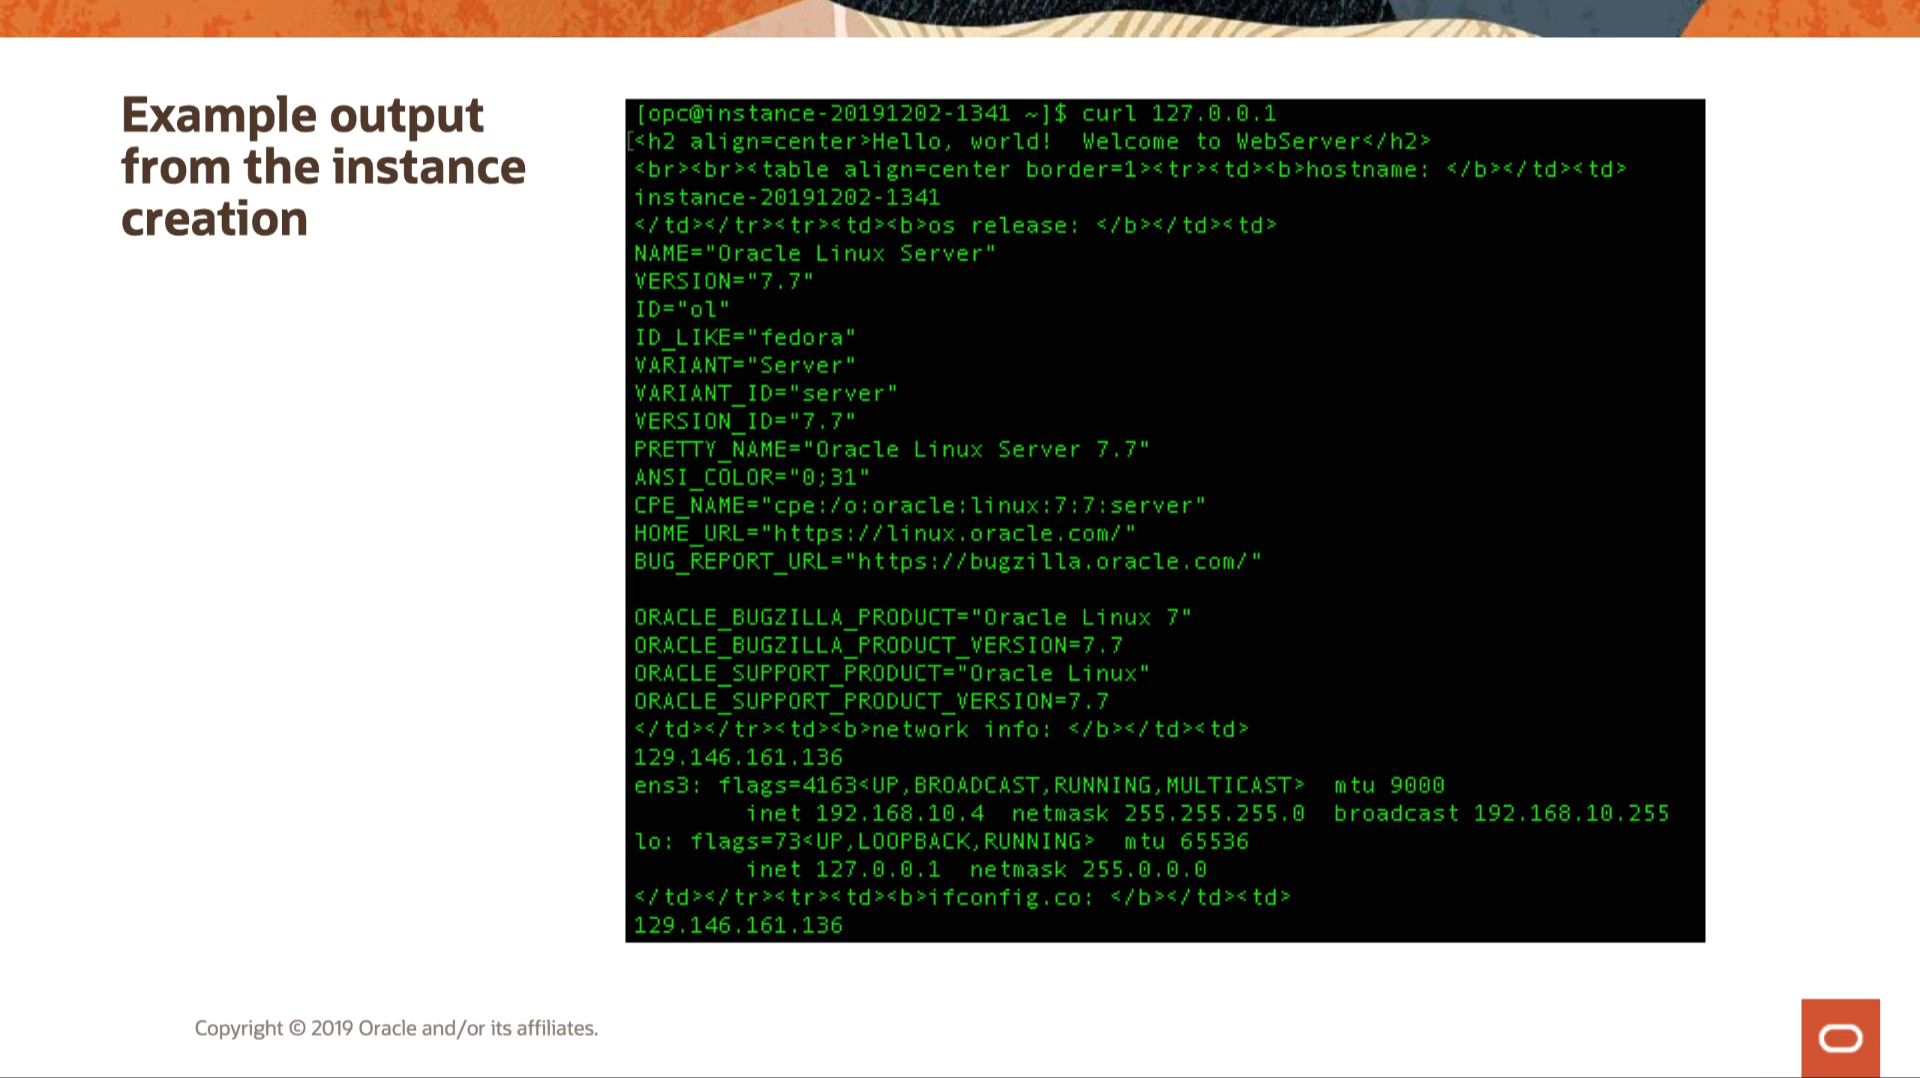 Example output
from the instance
creation
[opc@instance-20191202-1341 ~]$ curl 127.0.0.1
[<h2 align=center>Hello, world!  Welcome to WebServer</h2>
<br><br><table align=center border=1><tr><td><b>hostname: </b></td><td>
instance-20191202-1341
</td></tr><tr><td><b>os release: </b></td><td>
NAME="Oracle Linux Server"
VERSION="7.7"
ID="ol"
ID_LIKE="fedora"
VARIANT="Server"
VARIANT_ID="server"
VERSION_ID="7.7"
PRETTY_NAME="Oracle Linux Server 7.7"
ANSI_COLOR="0;31"
CPE_NAME="cpe:/o:oracle:linux:7:7:server"
HOME_URL="https://linux.oracle.com/"
BUG_REPORT_URL="https://bugzilla.oracle.com/"
ORACLE_BUGZILLA_PRODUCT="Oracle Linux 7"
ORACLE_BUGZILLA_PRODUCT_VERSION=7.7
ORACLE_SUPPORT_PRODUCT="Oracle Linux"
ORACLE_SUPPORT_PRODUCT_VERSION=7.7
</td></tr><td><b>network info: </b></td><td>
129.146.161.136
ens3: flags=4163<UP,BROADCAST,RUNNING,MULTICAST>  mtu 9000
        inet 192.168.10.4  netmask 255.255.255.0  broadcast 192.168.10.255
lo: flags=73<UP,LOOPBACK,RUNNING>  mtu 65536
        inet 127.0.0.1  netmask 255.0.0.0
</td></tr><tr><td><b>ifconfig.co: </b></td><td>
129.146.161.136
Copyright © 2019 Oracle and/or its affiliates.